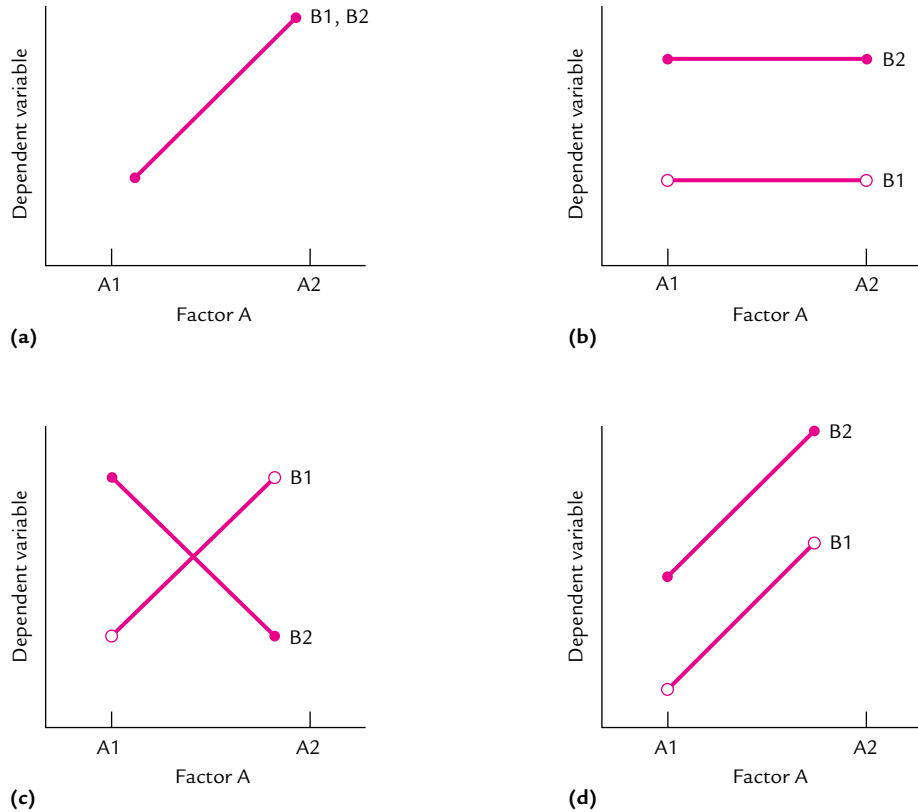 Dependent variable
B1, B2
A1 A2
Factor A
(a)
Dependent variable
B2
B1
A1 A2
Factor A
(b)
Dependent variable
B1
B2
A1 A2
Factor A
(c)
Dependent variable
B2
B1
A1 A2
Factor A
(d)